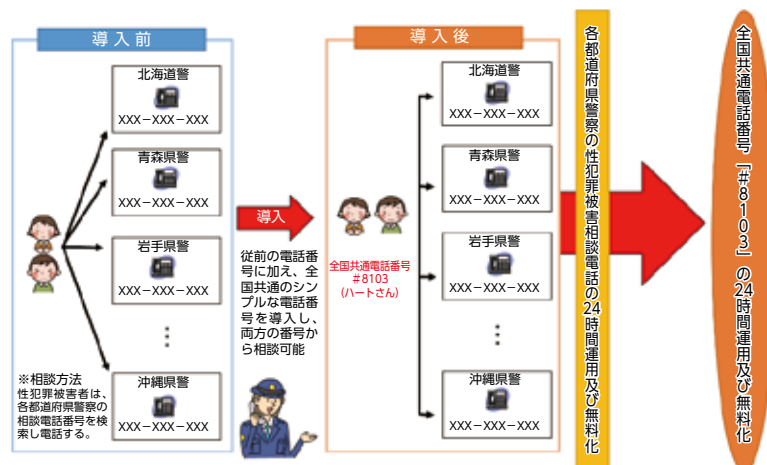 導入前
北海道警
XXX－XXX－XXX
青森県警
XXX－XXX－XXX
岩手県警
XXX－XXX－XXX
⋮
沖縄県警
XXX－XXX－XXX
※相談方法
性犯罪被害者は、
各都道府県警察の
相談電話番号を検
索し電話する。
導入
従前の電話番
号に加え、全
国共通のシン
プルな電話番
号を導入し、
両方の番号か
ら相談可能
導入後
全国共通電話番号
＃8103
（ハートさん）
北海道警
XXX－XXX－XXX
青森県警
XXX－XXX－XXX
岩手県警
XXX－XXX－XXX
⋮
沖縄県警
XXX－XXX－XXX
各都道府県警察の性犯罪被害相談電話の24時間運用及び無料化
全国共通電話番号「＃8103」の24時間運用及び無料化